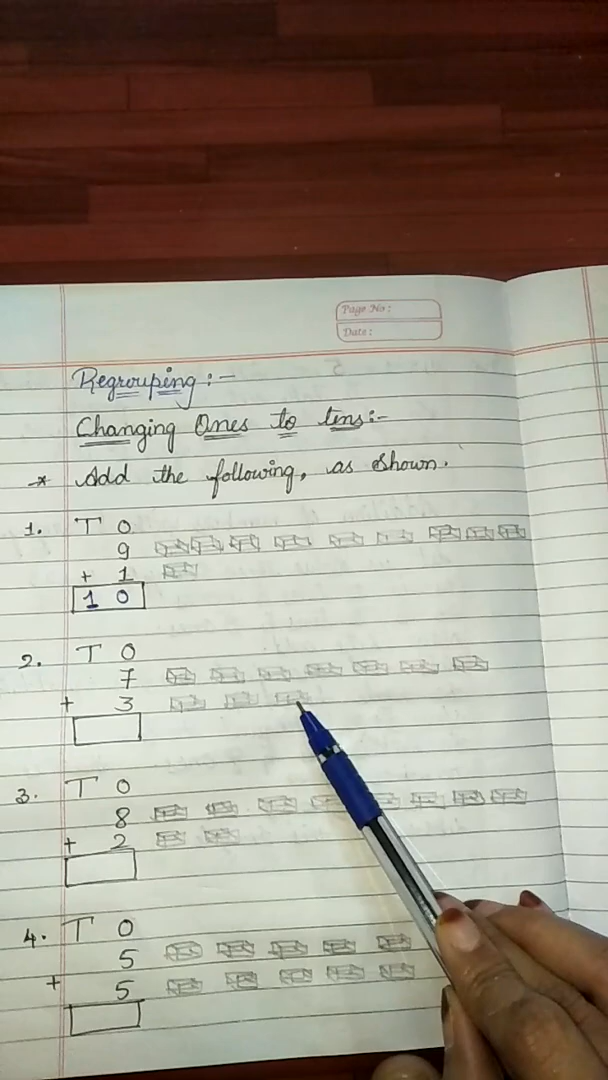 Page No :
Date :
Regrouping :-
Changing Ones to tens:-
* Add the following, as shown.
1. T O
9
+ 1
1 0
2. T O
7
+ 3
3. T O
8
+ 2
4. T O
5
+ 5